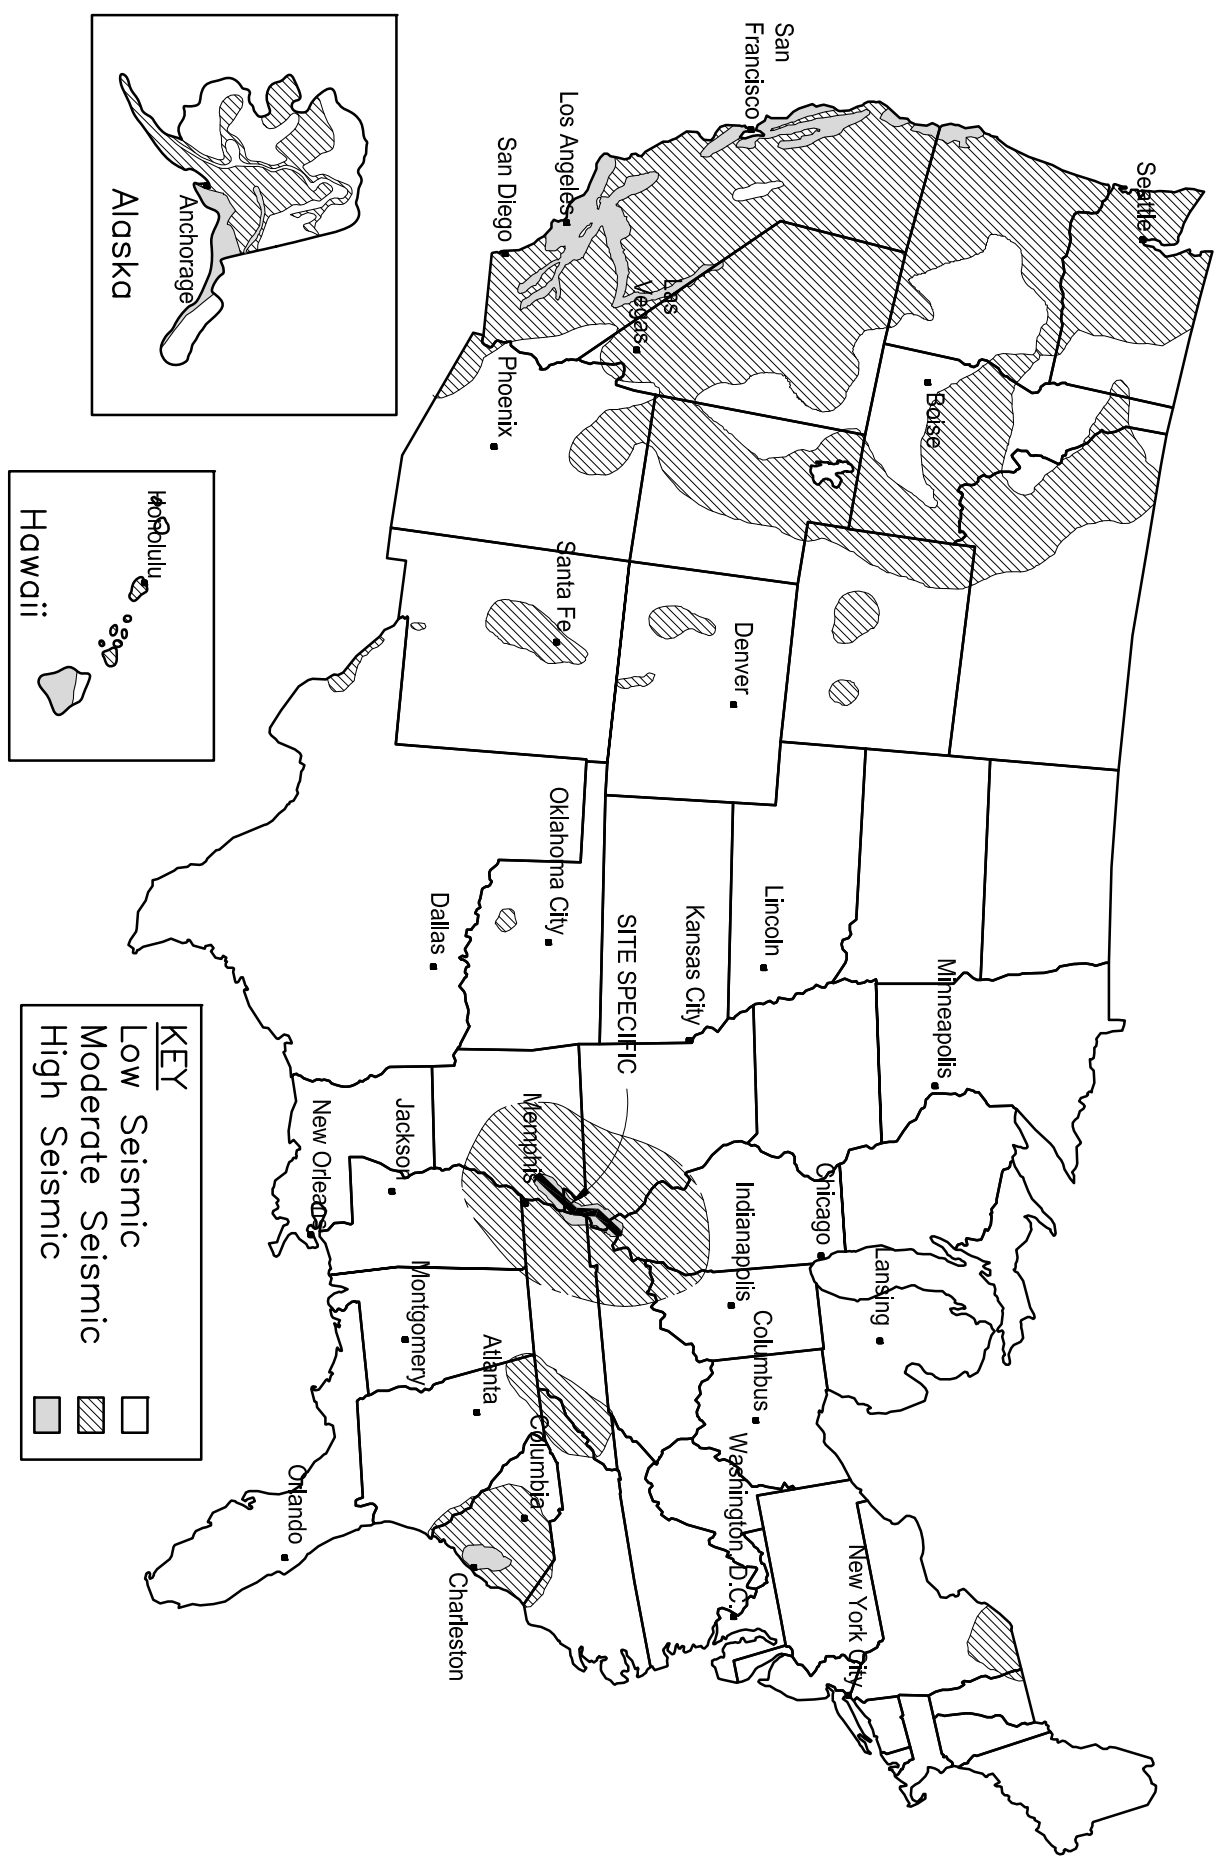 Seattle
San
Francisco
Los Angeles
San Diego
Las
Vegas
Phoenix
Boise
Santa Fe
Denver
Oklahoma City
Dallas
Lincoln
Kansas City
SITE SPECIFIC
Minneapolis
Memphis
Jackson
New Orleans
Chicago
Indianapolis
Lansing
Columbus
Montgomery
Atlanta
Columbia
Charleston
Orlando
Washington, D.C.
New York City
Anchorage
Alaska
Honolulu
Hawaii
KEY
Low Seismic
Moderate Seismic
High Seismic